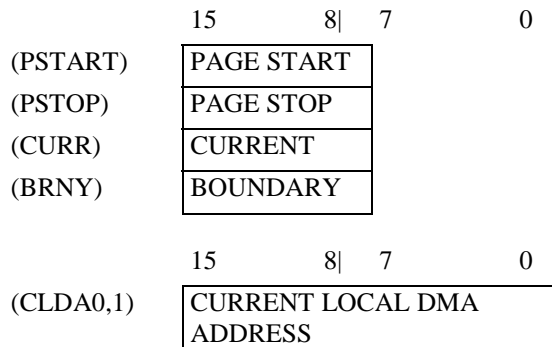 15 8| 7 0
(PSTART) PAGE START
(PSTOP) PAGE STOP
(CURR) CURRENT
(BRNY) BOUNDARY
15 8| 7 0
(CLDA0,1) CURRENT LOCAL DMA
ADDRESS